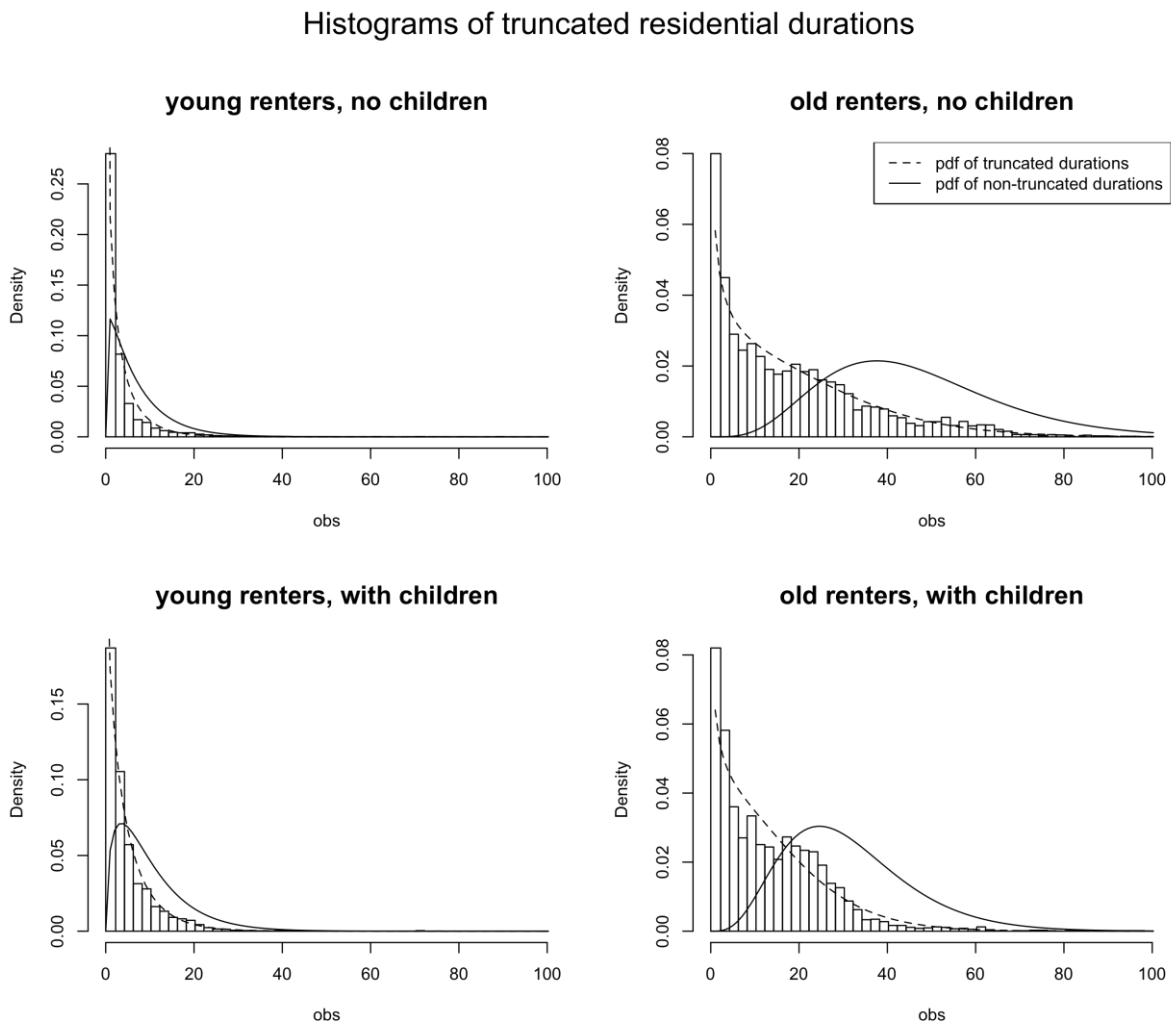 Histograms of truncated residential durations
young renters, no children
Density
0.00 0.05 0.10 0.15 0.20 0.25
0 20 40 60 80 100
obs
old renters, no children
pdf of truncated durations
pdf of non-truncated durations
Density
0.00 0.02 0.04 0.06 0.08
0 20 40 60 80 100
obs
young renters, with children
Density
0.00 0.05 0.10 0.15
0 20 40 60 80 100
obs
old renters, with children
Density
0.00 0.02 0.04 0.06 0.08
0 20 40 60 80 100
obs